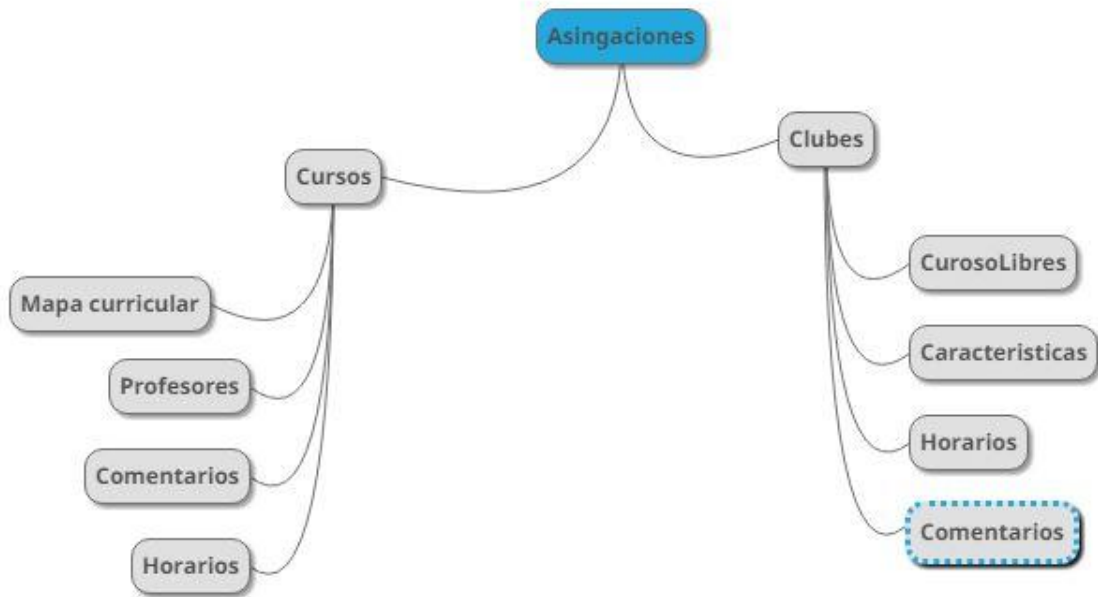 Asingaciones
Clubes
Cursos
CurosoLibres
Mapa curricular
Caracteristicas
Profesores
Horarios
Comentarios
Comentarios
Horarios